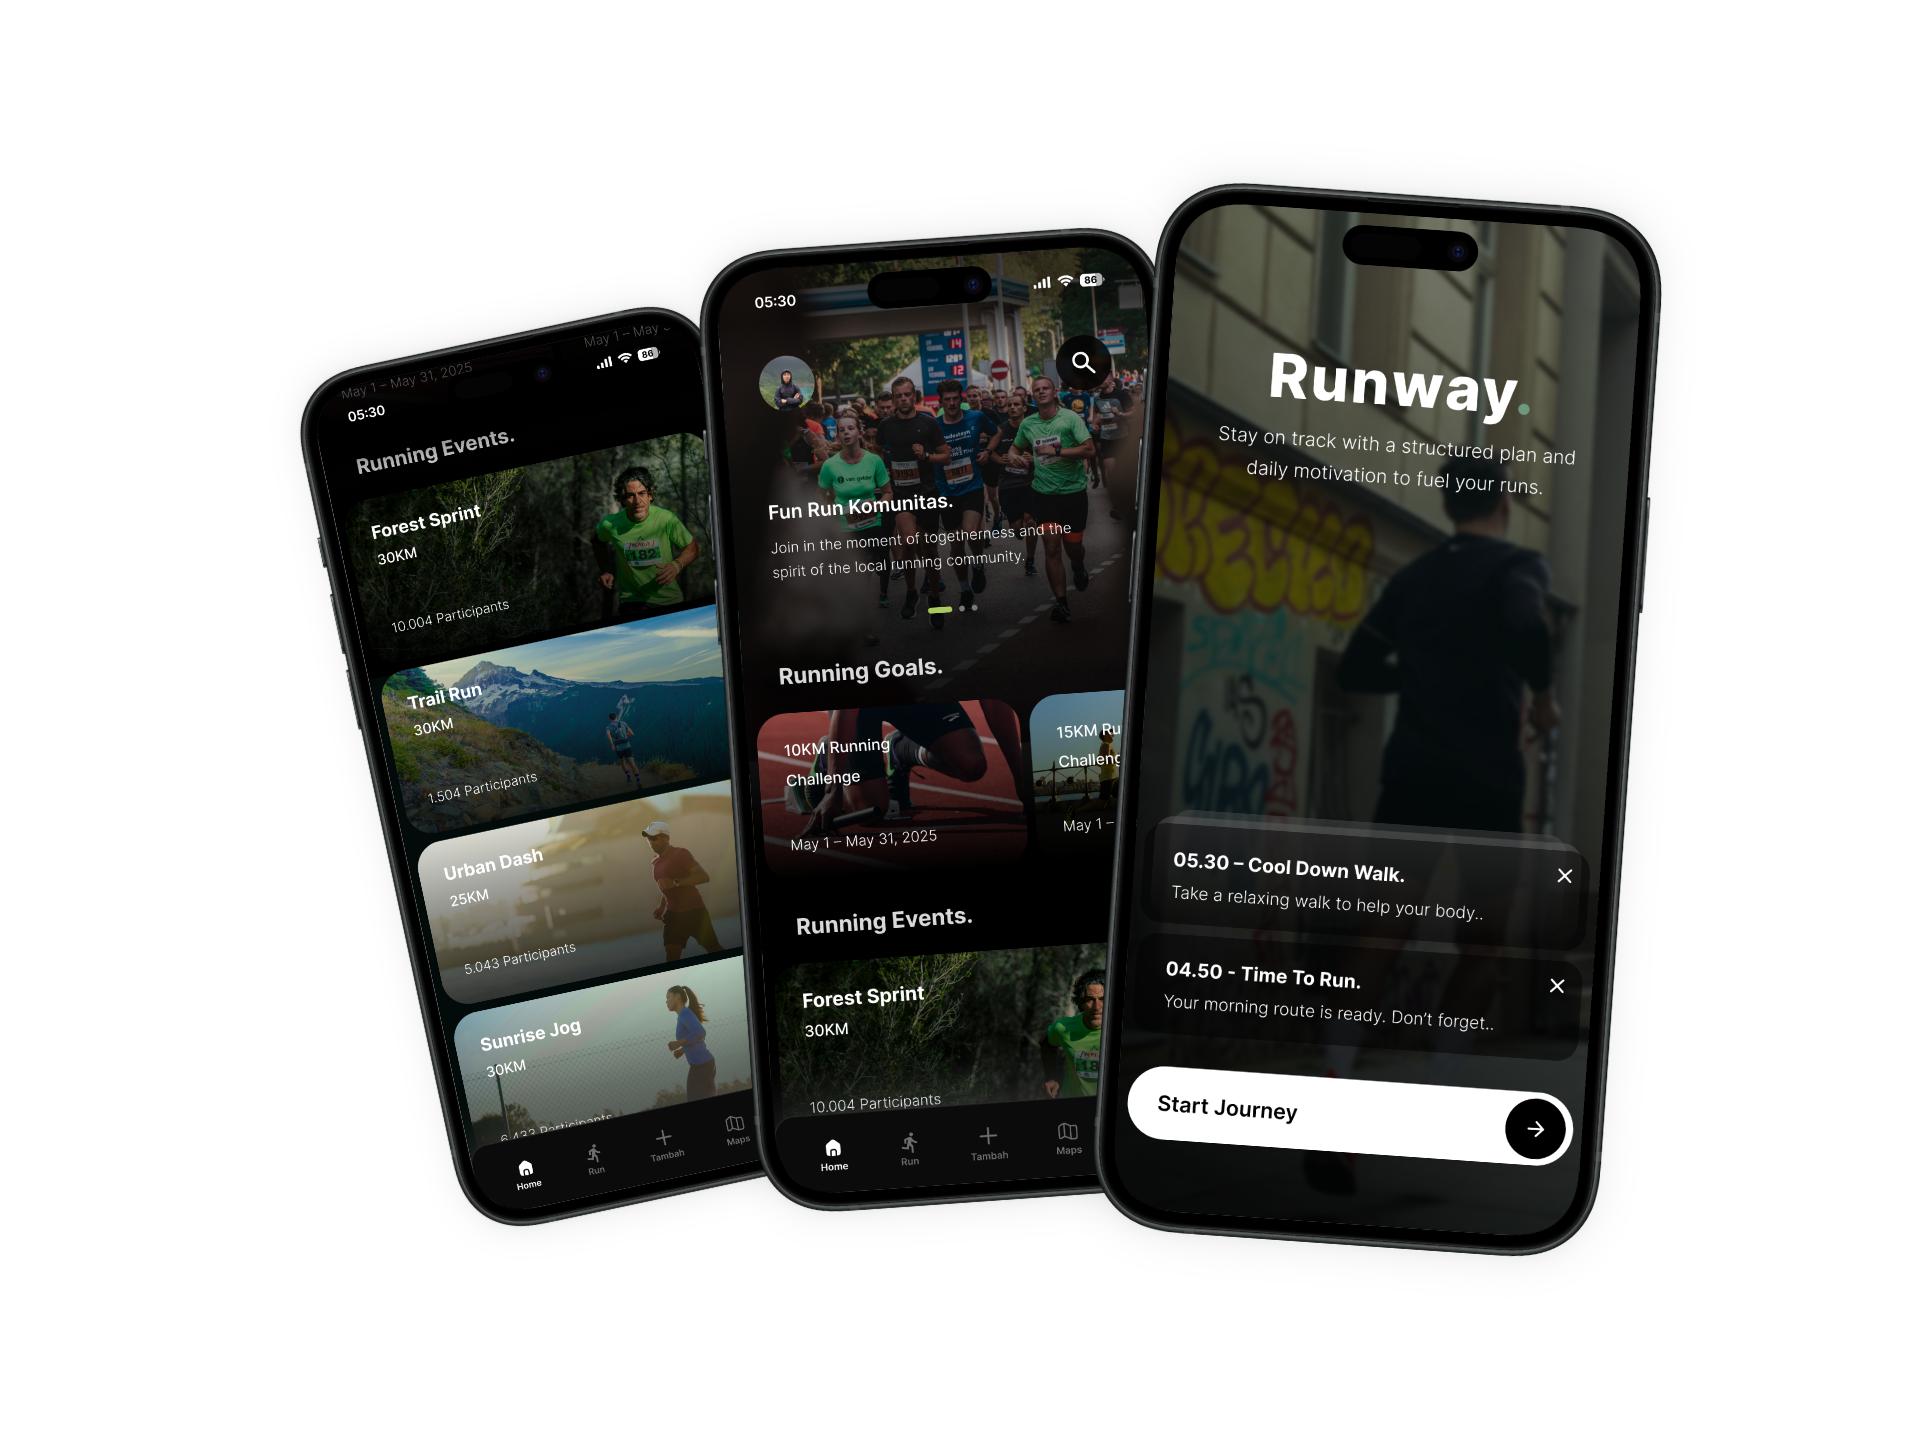 May 1 – May 31, 2025
May 1 – May
05:30
86
Running Events.
Forest Sprint
30KM
182
10.004 Participants
Trail Run
30KM
1.504 Participants
Urban Dash
25KM
5.043 Participants
Sunrise Jog
30KM
6.433 Participants
Home
Run
Tambah
Maps
05:30
86
14
12
Fun Run Komunitas.
Join in the moment of togetherness and the
spirit of the local running community.
Running Goals.
10KM Running
Challenge
May 1 – May 31, 2025
15KM Ru
Challeng
May 1 –
Running Events.
Forest Sprint
30KM
10.004 Participants
Home
Run
Tambah
Maps
Runway.
Stay on track with a structured plan and
daily motivation to fuel your runs.
05.30 – Cool Down Walk.
Take a relaxing walk to help your body..
04.50 - Time To Run.
Your morning route is ready. Don’t forget..
Start Journey